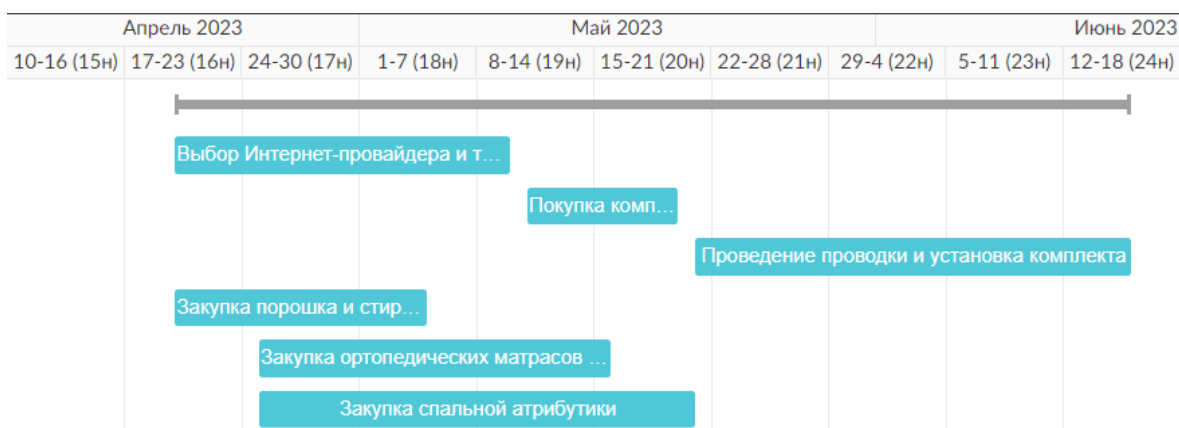 Апрель 2023 Май 2023 Июнь 2023
10-16 (15н) 17-23 (16н) 24-30 (17н) 1-7 (18н) 8-14 (19н) 15-21 (20н) 22-28 (21н) 29-4 (22н) 5-11 (23н) 12-18 (24н)
Выбор Интернет-провайдера и т...
Покупка комп...
Проведение проводки и установка комплекта
Закупка порошка и стир...
Закупка ортопедических матрасов ...
Закупка спальной атрибутики